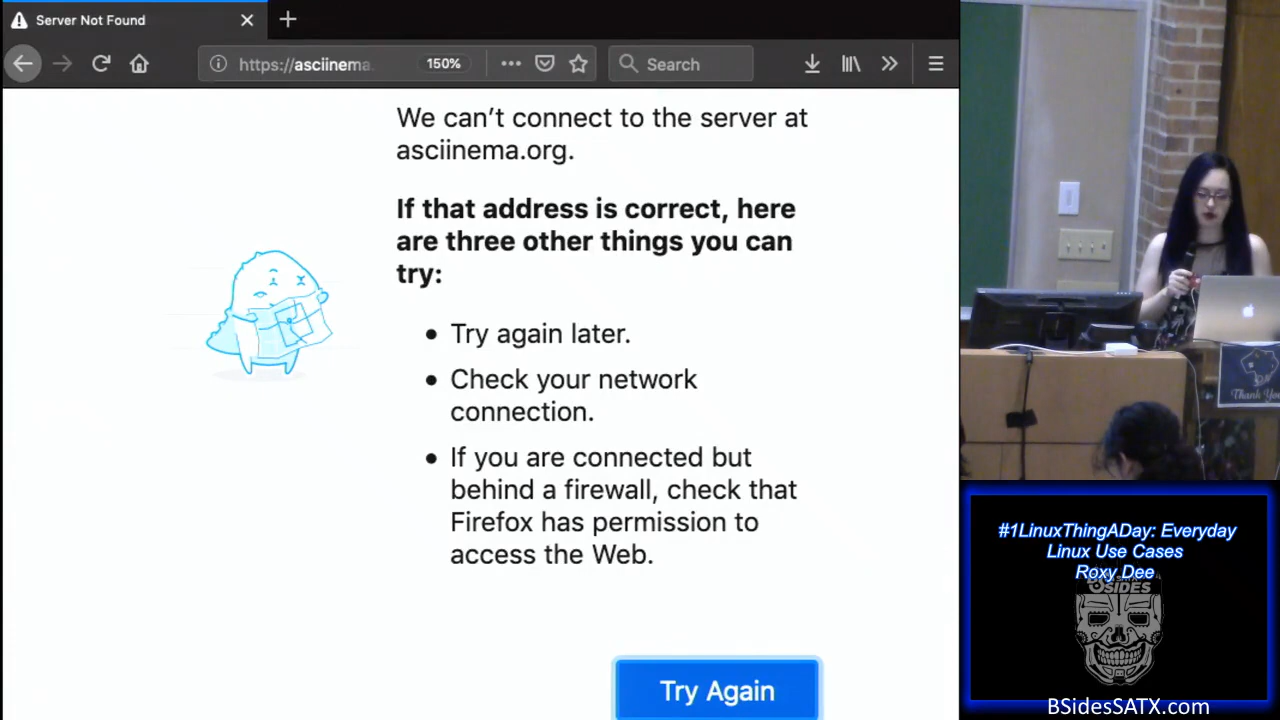 Server Not Found
https://asciinema.
150%
Search
We can’t connect to the server at
asciinema.org.
If that address is correct, here
are three other things you can
try:
• Try again later.
• Check your network
connection.
• If you are connected but
behind a firewall, check that
Firefox has permission to
access the Web.
Try Again
Thank You
#1LinuxThingADay: Everyday
Linux Use Cases
Roxy Dee
BSIDES
BSidesSATX.com